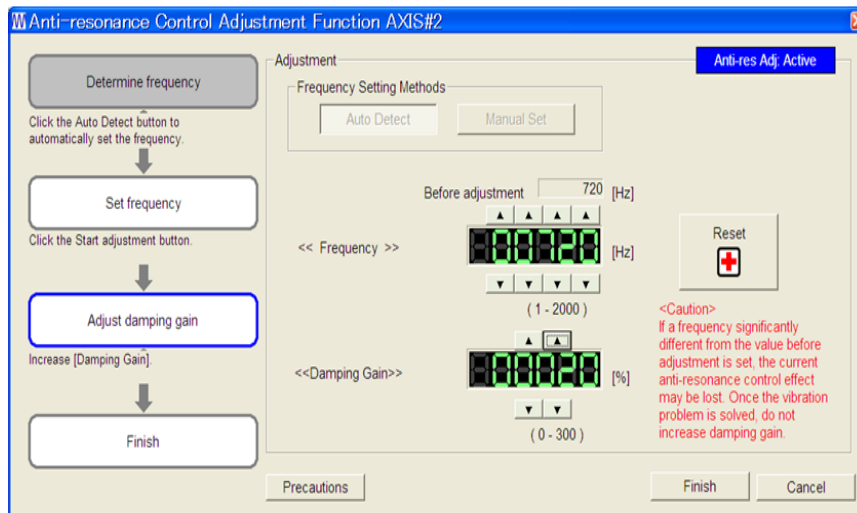 Anti-resonance Control Adjustment Function AXIS#2
Determine frequency
Click the Auto Detect button to
automatically set the frequency.
Set frequency
Click the Start adjustment button.
Adjust damping gain
Increase [Damping Gain].
Finish
Adjustment
Anti-res Adj: Active
Frequency Setting Methods
Auto Detect
Manual Set
Before adjustment 720 [Hz]
<< Frequency >> 00720 [Hz]
( 1 - 2000 )
<<Damping Gain>> 00020 [%]
( 0 - 300 )
Reset
<Caution>
If a frequency significantly
different from the value before
adjustment is set, the current
anti-resonance control effect
may be lost. Once the vibration
problem is solved, do not
increase damping gain.
Precautions
Finish
Cancel